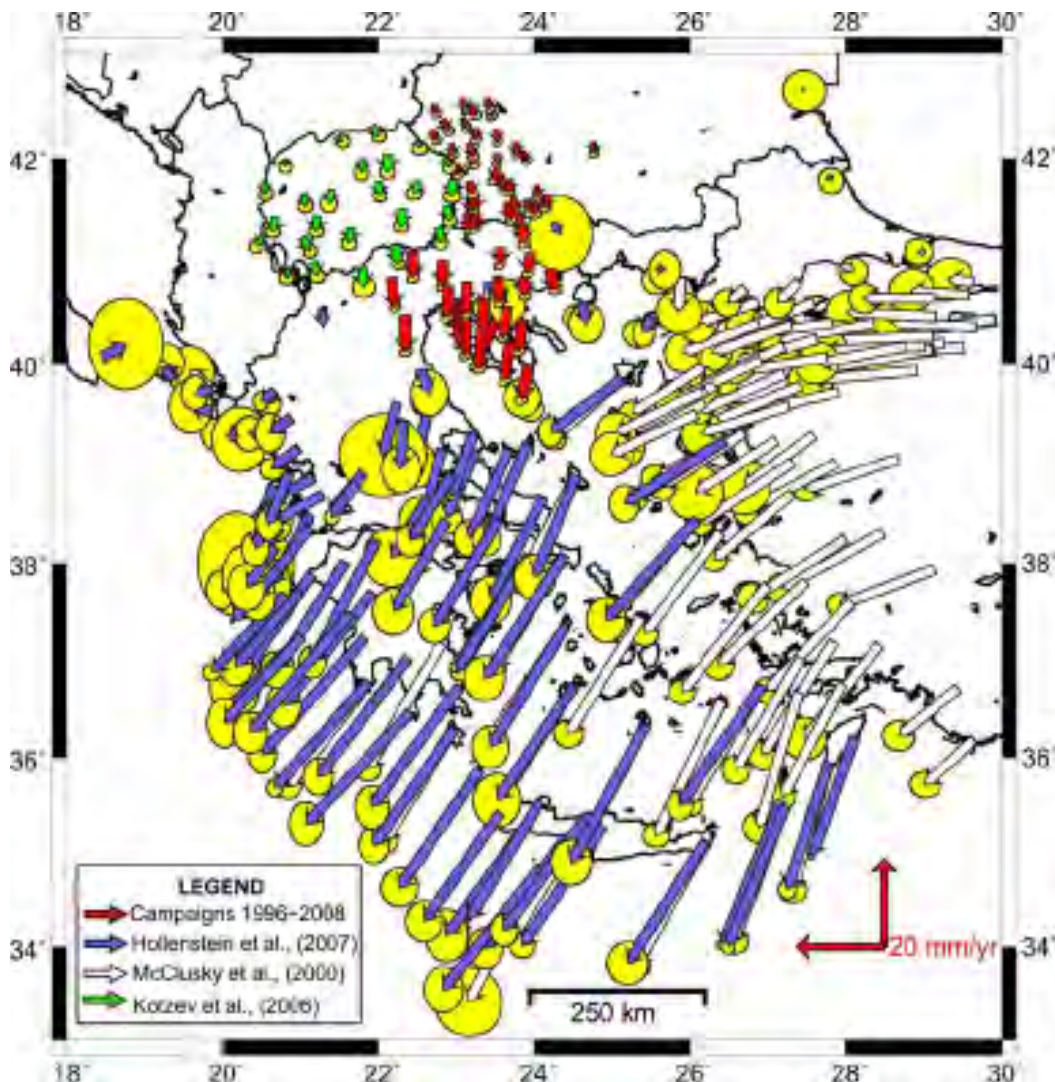 18° 20° 22° 24° 26° 28° 30°
42° 42°
40° 40°
38° 38°
36° 36°
34° 34°
LEGEND
Campaigns 1996-2008
Hollenstein et al., (2007)
McClusky et al., (2000)
Kotzev et al., (2006)
20 mm/yr
250 km
18° 20° 22° 24° 26° 28° 30°